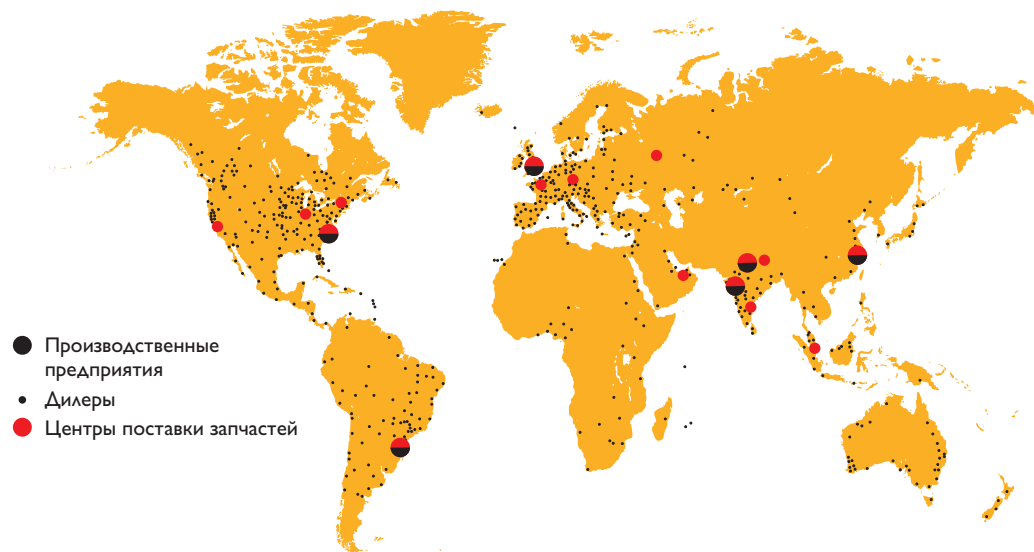 Производственные
предприятия
Дилеры
Центры поставки запчастей